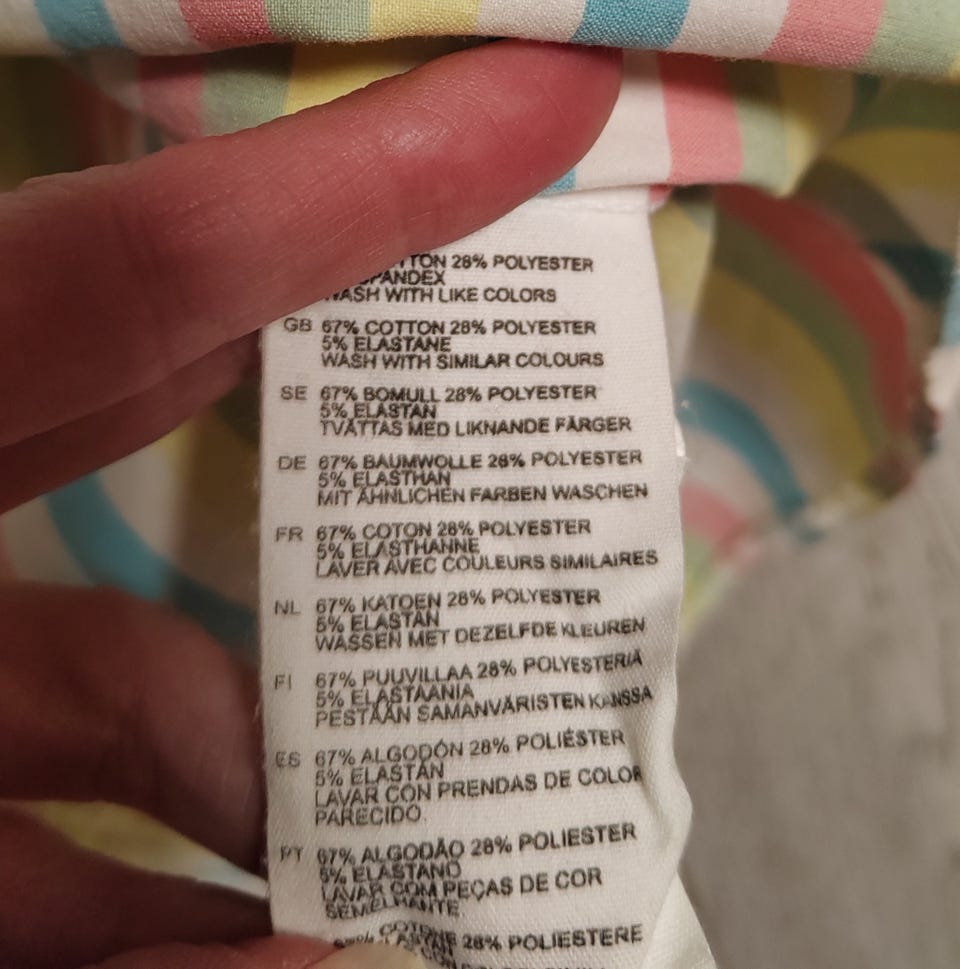 28% POLYESTER
WITH LIKE COLORS
GB 67% COTTON 28% POLYESTER
5% ELASTANE
WASH WITH SIMILAR COLOURS
SE 67% BOMULL 28% POLYESTER
5% ELASTAN
TVÄTTAS MED LIKNANDE FÄRGER
DE 67% BAUMWOLLE 28% POLYESTER
5% ELASTHAN
MIT ÄHNLICHEN FARBEN WASCHEN
FR 67% COTON 28% POLYESTER
5% ELASTHANNE
LAVER AVEC COULEURS SIMILAIRES
NL 67% KATOEN 28% POLYESTER
5% ELASTAN
WASSEN MET DEZELFDE KLEUREN
FI 67% PUUVILLAA 28% POLYESTERIÄ
5% ELASTAANIA
PESTÄÄN SAMANVÄRISTEN KANSSA
ES 67% ALGODÓN 28% POLIÉSTER
5% ELASTÁN
LAVAR CON PRENDAS DE COLOR
PARECIDO.
PT 67% ALGODÃO 28% POLIESTER
5% ELASTANO
LAVAR COM PEÇAS DE COR
SEMELHANTE
COTONE 28% POLIESTERE